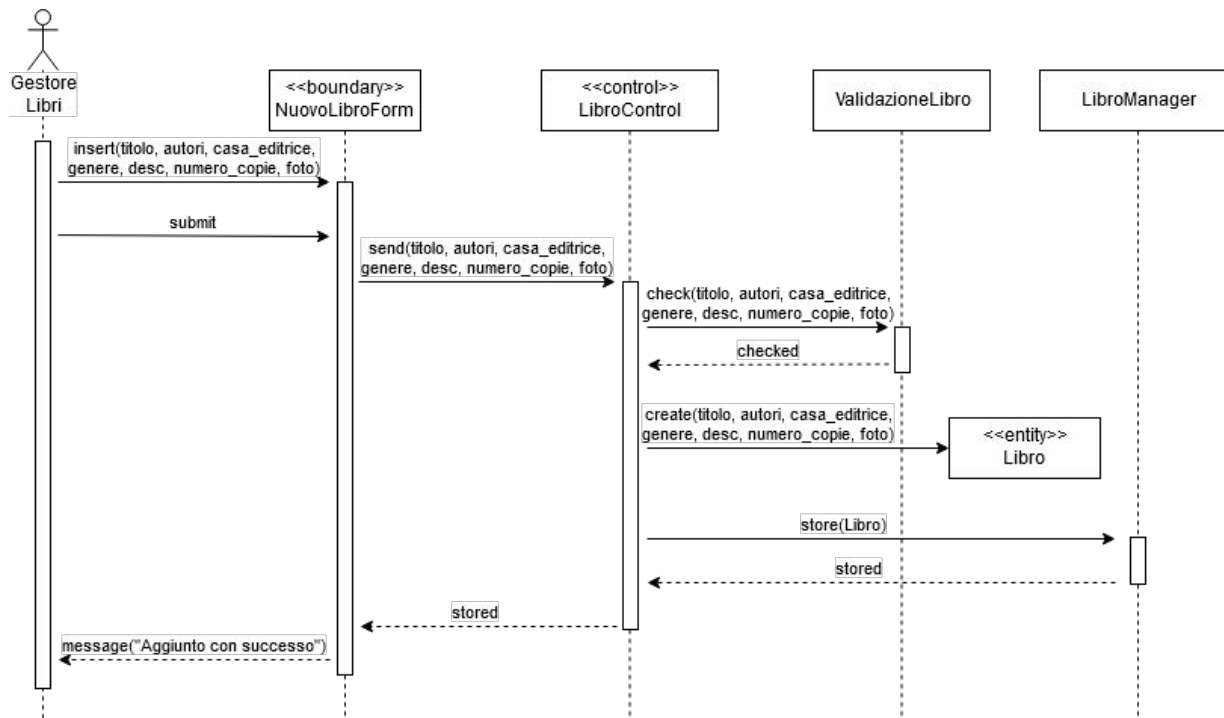 Gestore
Libri
<<boundary>>
NuovoLibroForm
<<control>>
LibroControl
ValidazioneLibro
LibroManager
insert(titolo, autori, casa_editrice,
genere, desc, numero_copie, foto)
submit
send(titolo, autori, casa_editrice,
genere, desc, numero_copie, foto)
check(titolo, autori, casa_editrice,
genere, desc, numero_copie, foto)
checked
create(titolo, autori, casa_editrice,
genere, desc, numero_copie, foto)
<<entity>>
Libro
store(Libro)
stored
stored
message("Aggiunto con successo")